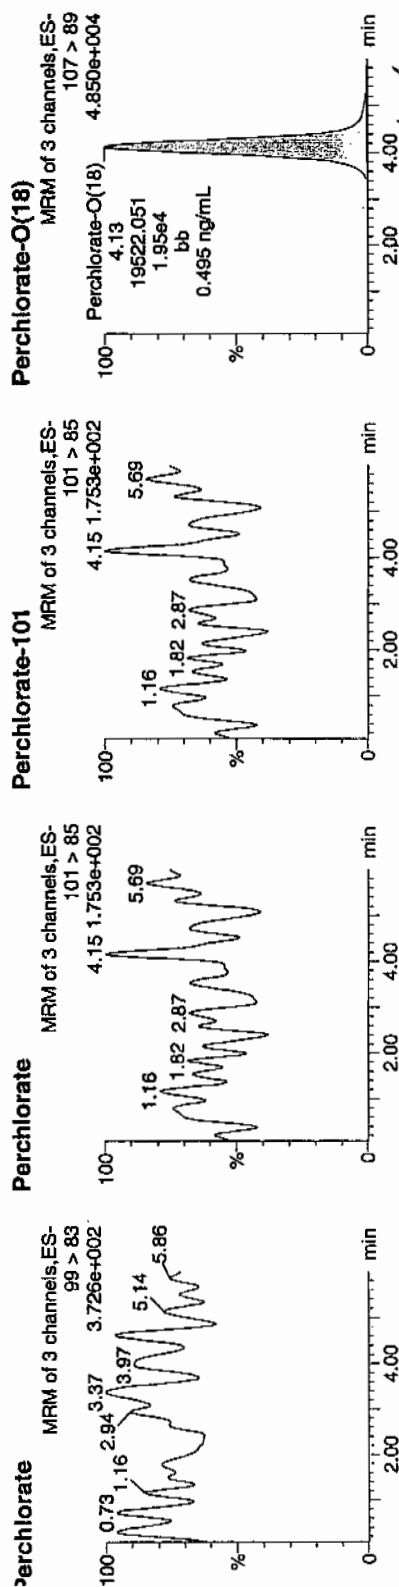 Perchlorate
MRM of 3 channels,ES-
99 > 83
3.726e+002
100
%
0
0.73
1.16
2.94
3.37
3.97
5.14
5.86
2.00
4.00
min
Perchlorate
MRM of 3 channels,ES-
101 > 85
4.15 1.753e+002
100
%
0
1.16
1.82
2.87
5.69
2.00
4.00
min
Perchlorate-101
MRM of 3 channels,ES-
101 > 85
4.15 1.753e+002
100
%
0
1.16
1.82
2.87
5.69
2.00
4.00
min
Perchlorate-O(18)
MRM of 3 channels,ES-
107 > 89
4.850e+004
100
%
0
Perchlorate-O(18)
4.13
19522.051
1.95e4
bb
0.495 ng/mL
2.00
4.00
min